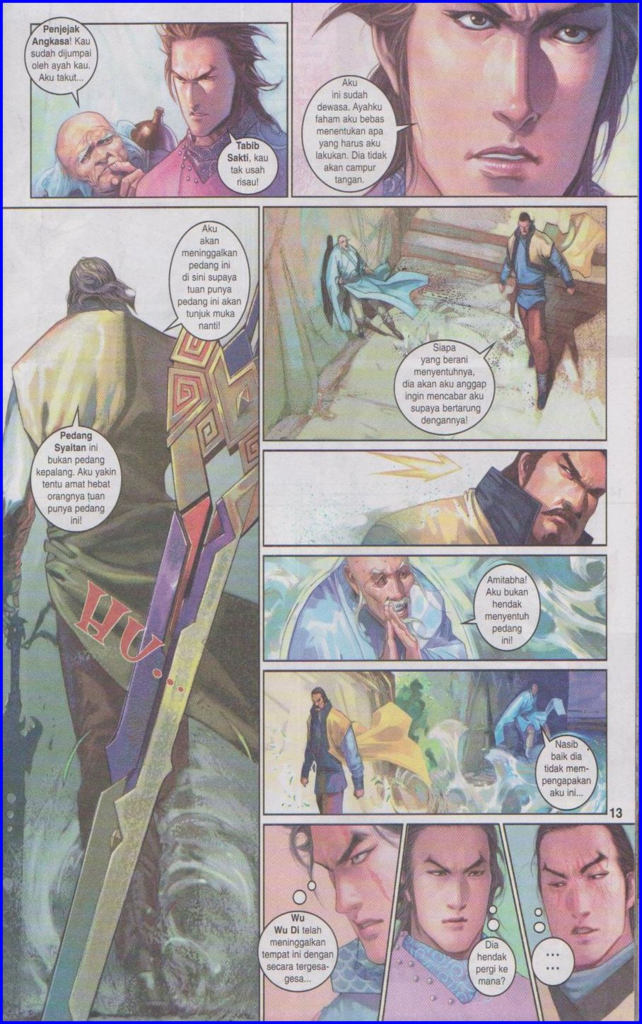 Penjejak
Angkasa! Kau
sudah dijumpai
oleh ayah kau.
Aku takut...
Tabib
Sakti, kau
tak usah
risau!
Aku
ini sudah
dewasa. Ayahku
faham aku bebas
menentukan apa
yang harus aku
lakukan. Dia tidak
akan campur
tangan.
Aku
akan
meninggalkan
pedang ini
di sini supaya
tuan punya
pedang ini akan
tunjuk muka
nanti!
Pedang
Syaitan ini
bukan pedang
kepalang. Aku yakin
tentu amat hebat
orangnya tuan
punya pedang
ini!
HU...
Siapa
yang berani
menyentuhnya,
dia akan aku anggap
ingin mencabar aku
supaya bertarung
dengannya!
Amitabha!
Aku bukan
hendak
menyentuh
pedang
ini!
Nasib
baik dia
tidak mem-
pengapakan
aku ini...
13
Wu
Wu Di telah
meninggalkan
tempat ini dengan
secara tergesa-
gesa...
Dia
hendak
pergi ke
mana?
...
...